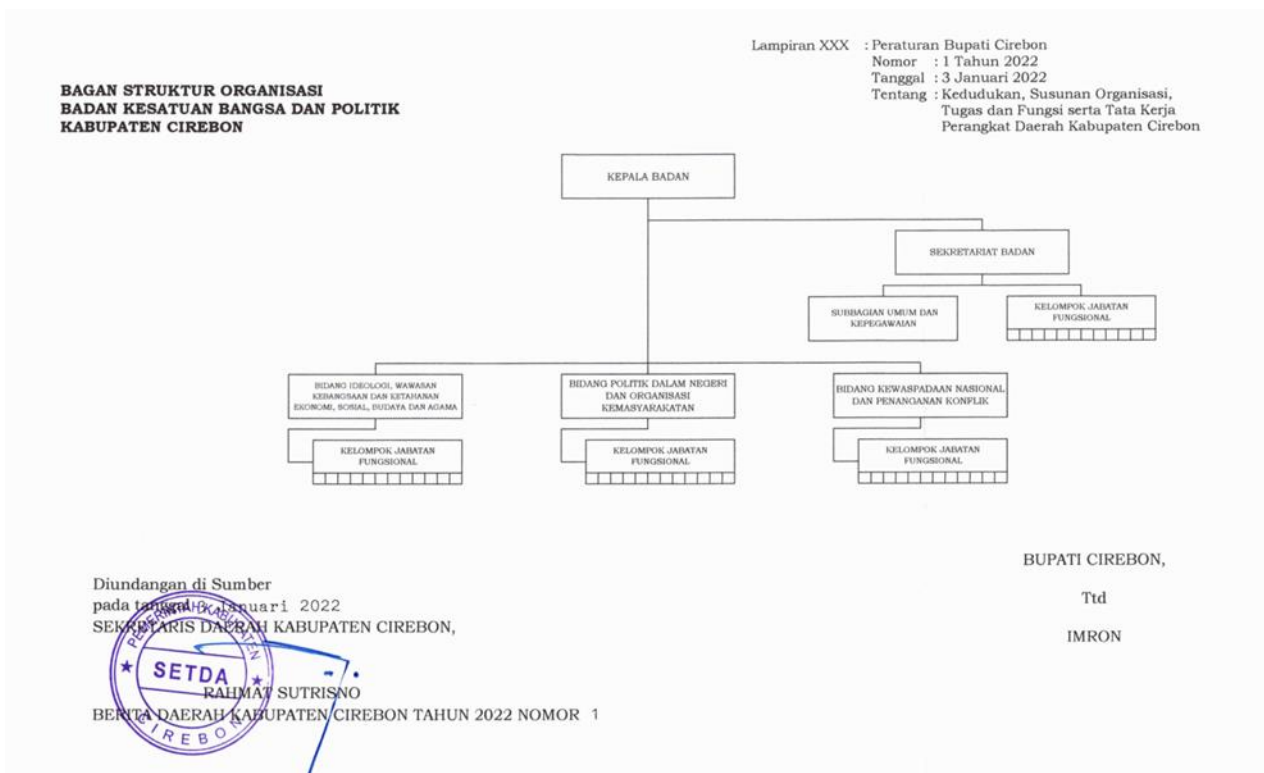 Lampiran XXX : Peraturan Bupati Cirebon
Nomor : 1 Tahun 2022
Tanggal : 3 Januari 2022
Tentang : Kedudukan, Susunan Organisasi,
Tugas dan Fungsi serta Tata Kerja
Perangkat Daerah Kabupaten Cirebon
BAGAN STRUKTUR ORGANISASI
BADAN KESATUAN BANGSA DAN POLITIK
KABUPATEN CIREBON
KEPALA BADAN
SEKRETARIAT BADAN
SUBBAGIAN UMUM DAN
KEPEGAWAIAN
KELOMPOK JABATAN
FUNGSIONAL
BIDANG IDEOLOGI, WAWASAN
KEBANGSAAN DAN KETAHANAN
EKONOMI, SOSIAL, BUDAYA DAN AGAMA
KELOMPOK JABATAN
FUNGSIONAL
BIDANG POLITIK DALAM NEGERI
DAN ORGANISASI
KEMASYARAKATAN
KELOMPOK JABATAN
FUNGSIONAL
BIDANG KEWASPADAAN NASIONAL
DAN PENANGANAN KONFLIK
KELOMPOK JABATAN
FUNGSIONAL
BUPATI CIREBON,
Ttd
IMRON
Diundangan di Sumber
pada tanggal 3 Januari 2022
SEKRETARIS DAERAH KABUPATEN CIREBON,
RAHMAT SUTRISNO
BERITA DAERAH KABUPATEN CIREBON TAHUN 2022 NOMOR 1
PEMERINTAH KABUPATEN
SETDA
CIREBON